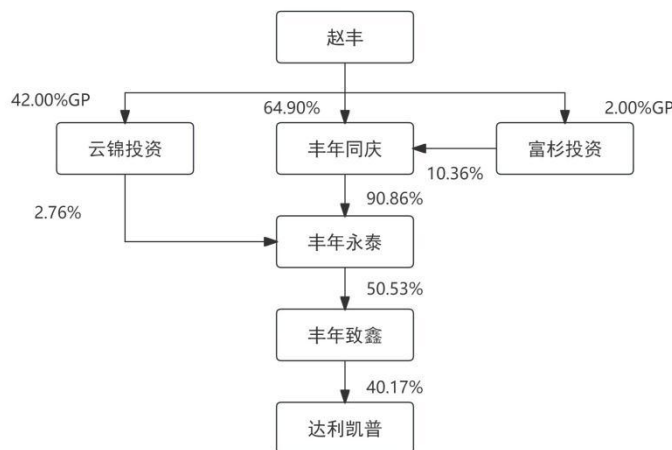 赵丰
42.00%GP
64.90%
2.00%GP
云锦投资
丰年同庆
富杉投资
10.36%
90.86%
2.76%
丰年永泰
50.53%
丰年致鑫
40.17%
达利凯普